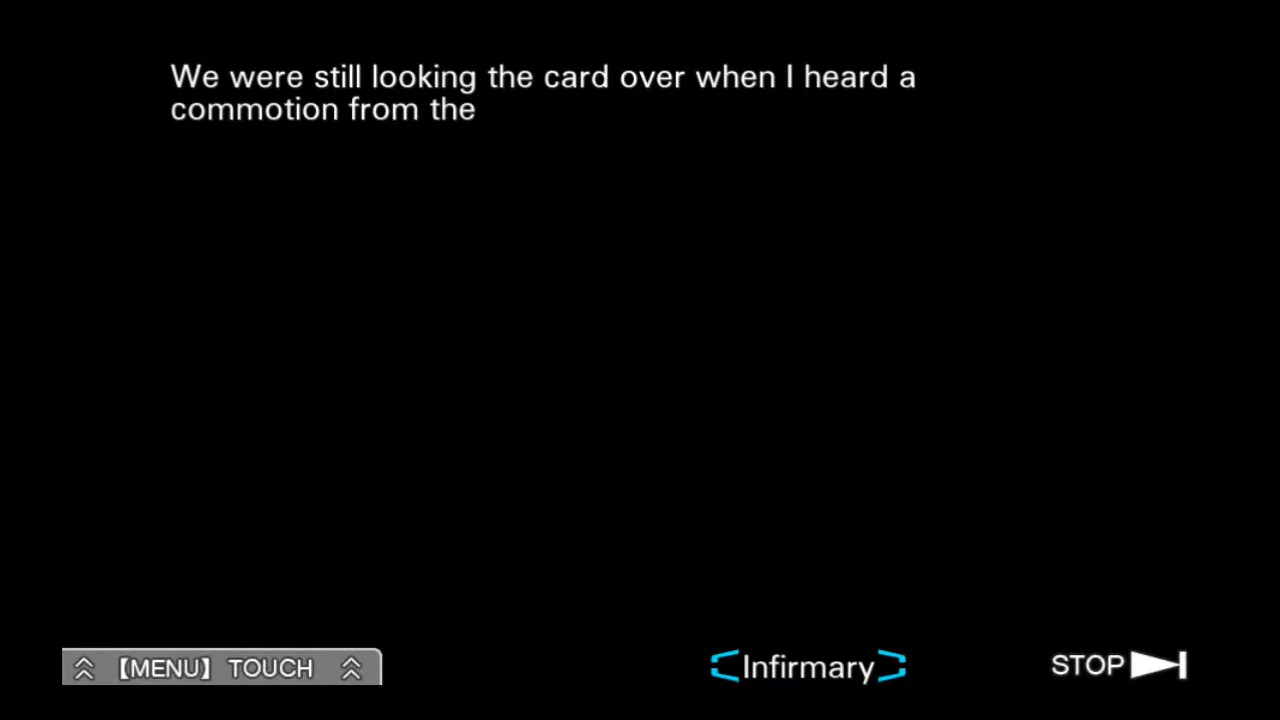 We were still looking the card over when I heard a
commotion from the
【MENU】 TOUCH
Infirmary
STOP